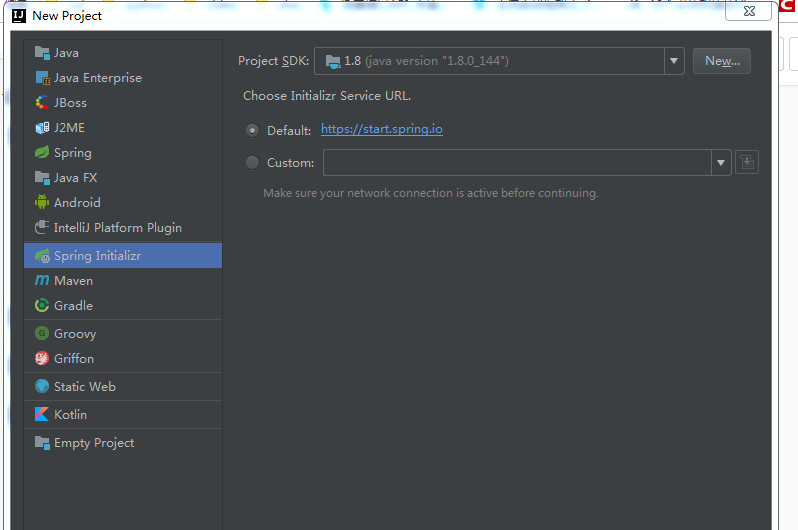 New Project
Java
Java Enterprise
JBoss
J2ME
Spring
Java FX
Android
IntelliJ Platform Plugin
Spring Initializr
Maven
Gradle
Groovy
Griffon
Static Web
Kotlin
Empty Project
Project SDK: 1.8 (java version "1.8.0_144") New...
Choose Initializr Service URL.
Default: https://start.spring.io
Custom:
Make sure your network connection is active before continuing.